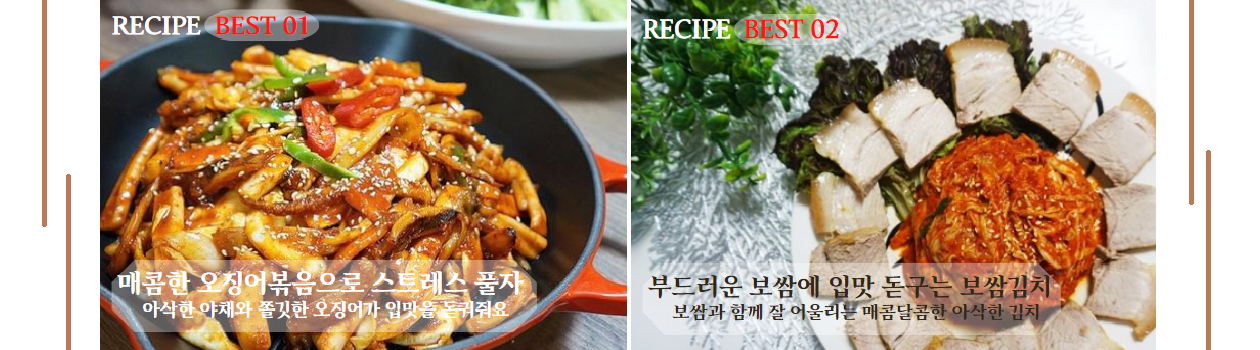 RECIPE BEST 01
매콤한 오징어볶음으로 스트레스 풀자
아삭한 야채와 쫄깃한 오징어가 입맛을 돋궈줘요
RECIPE BEST 02
부드러운 보쌈에 입맛 돋구는 보쌈김치
보쌈과 함께 잘 어울리는 매콤달콤한 아삭한 김치